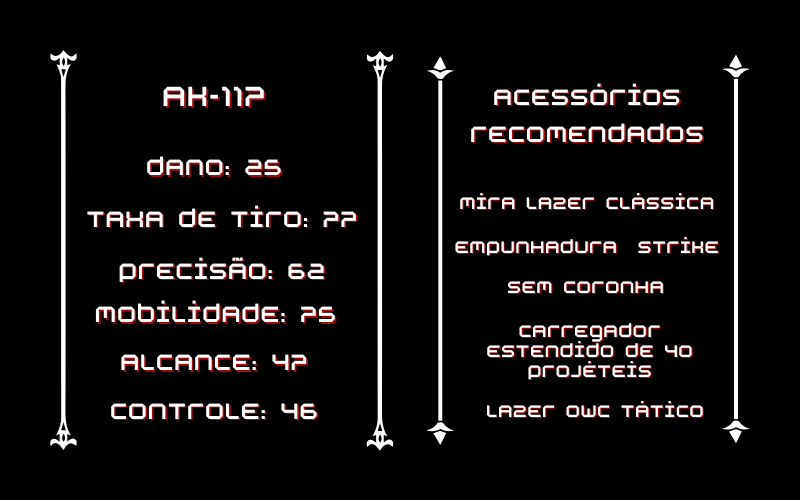 AK-117
DANO: 25
TAXA DE TIRO: 77
PRECISÃO: 62
MOBILIDADE: 75
ALCANCE: 47
CONTROLE: 46
ACESSÓRIOS
RECOMENDADOS
MIRA LAZER CLÁSSICA
EMPUNHADURA STRIKE
SEM CORONHA
CARREGADOR
ESTENDIDO DE 40
PROJÉTEIS
LAZER OWC TÁTICO